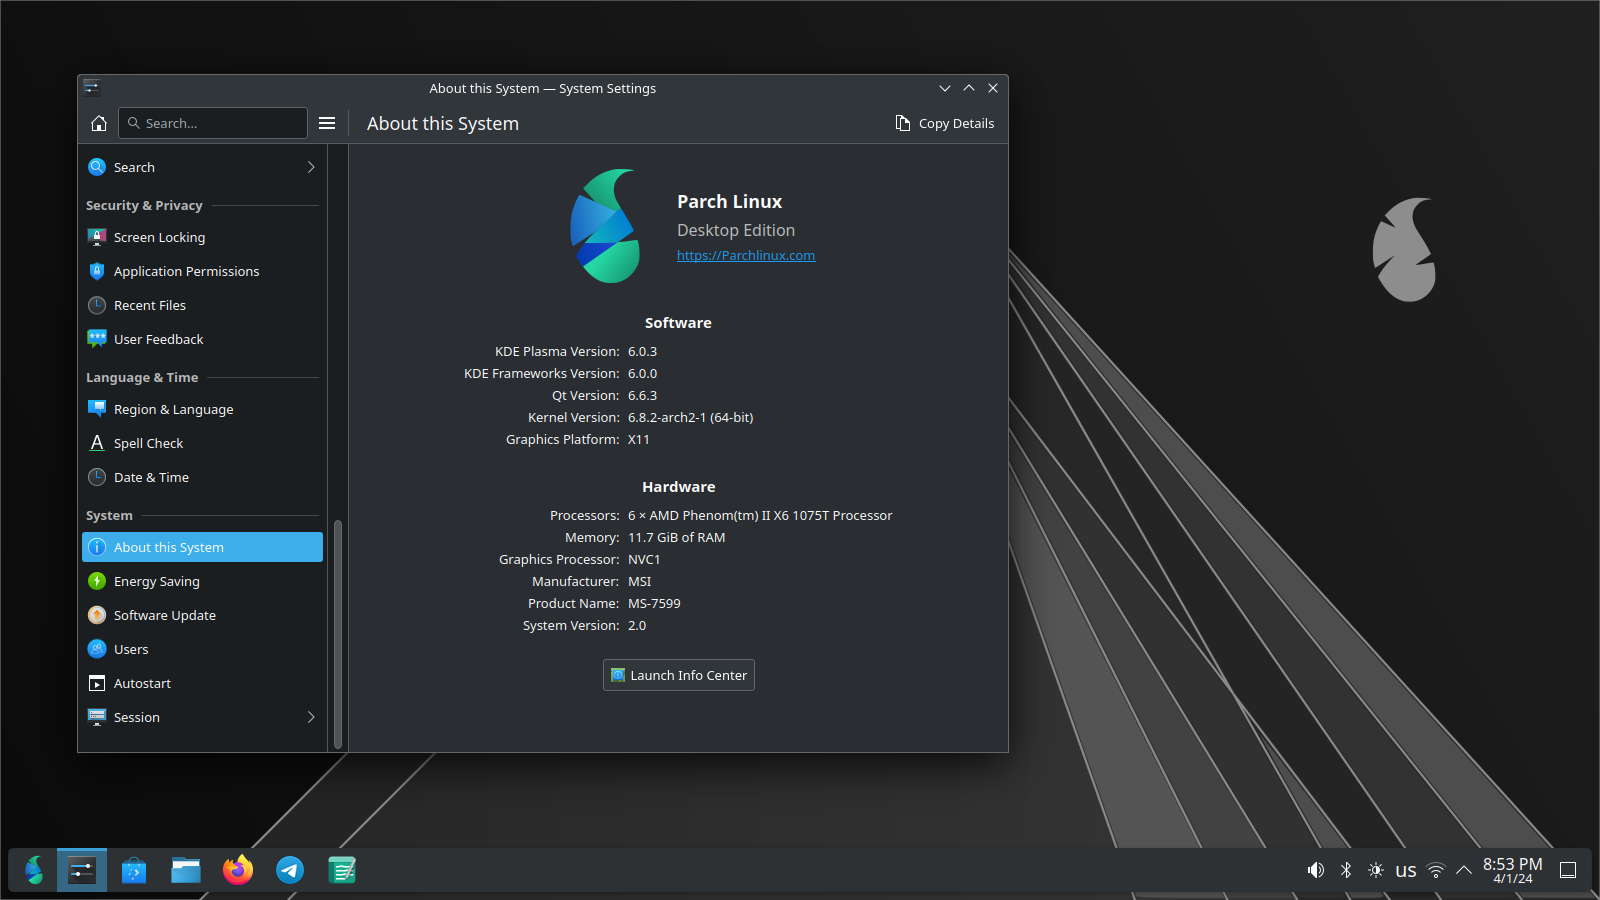 About this System — System Settings
Search...
About this System
Copy Details
Search
Security & Privacy
Screen Locking
Application Permissions
Recent Files
User Feedback
Language & Time
Region & Language
Spell Check
Date & Time
System
About this System
Energy Saving
Software Update
Users
Autostart
Session
Parch Linux
Desktop Edition
https://Parchlinux.com
Software
KDE Plasma Version: 6.0.3
KDE Frameworks Version: 6.0.0
Qt Version: 6.6.3
Kernel Version: 6.8.2-arch2-1 (64-bit)
Graphics Platform: X11
Hardware
Processors: 6 × AMD Phenom(tm) II X6 1075T Processor
Memory: 11.7 GiB of RAM
Graphics Processor: NVC1
Manufacturer: MSI
Product Name: MS-7599
System Version: 2.0
Launch Info Center
us
8:53 PM
4/1/24